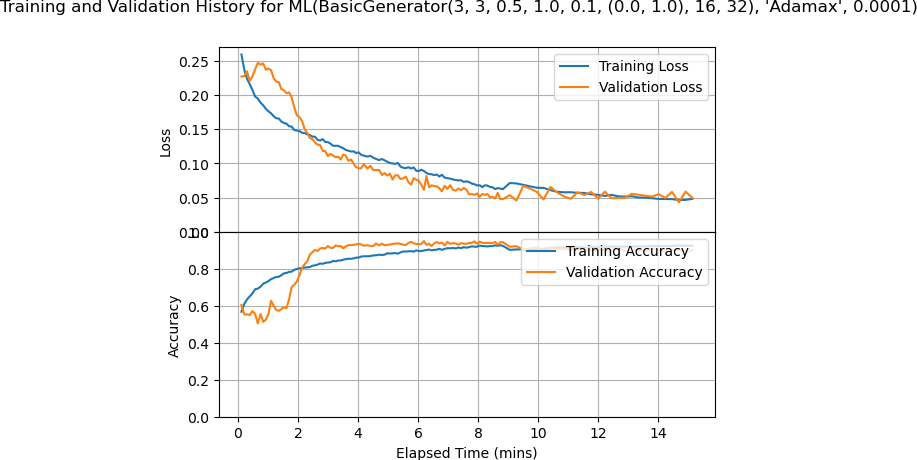 Training and Validation History for ML(BasicGenerator(3, 3, 0.5, 1.0, 0.1, (0.0, 1.0), 16, 32), 'Adamax', 0.0001)
0.25
0.20
0.15
0.10
0.05
0.00
Loss
Training Loss
Validation Loss
1.0
0.8
0.6
0.4
0.2
0.0
Accuracy
Training Accuracy
Validation Accuracy
0 2 4 6 8 10 12 14
Elapsed Time (mins)